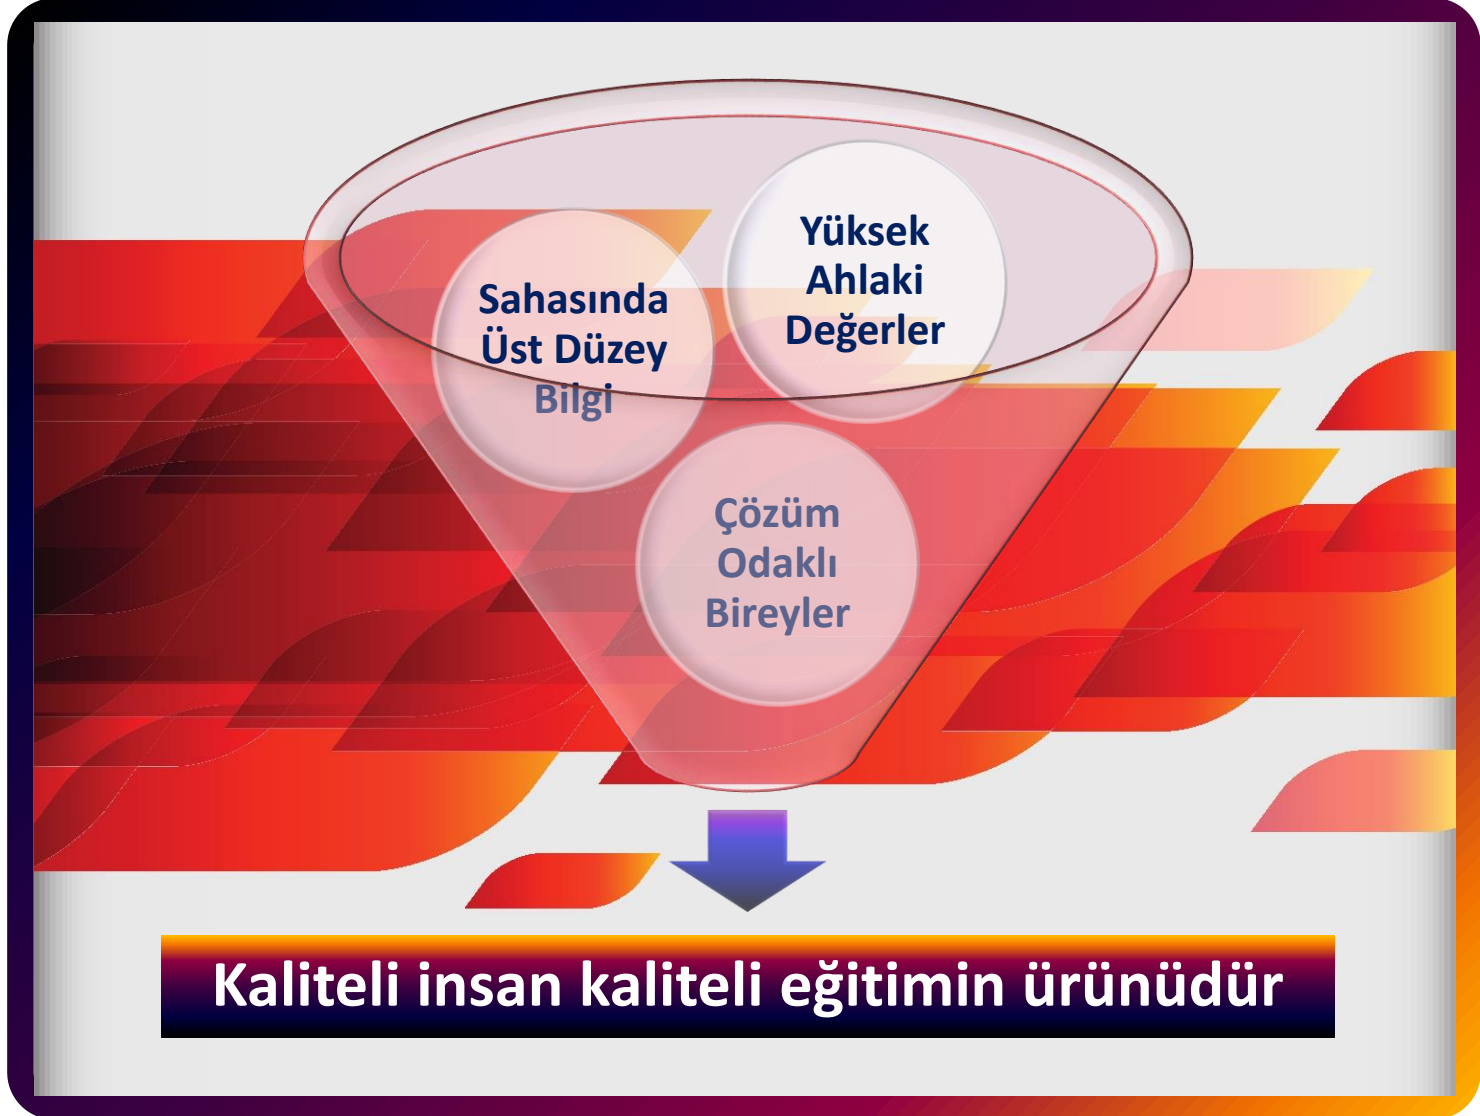 Sahasında
Üst Düzey
Bilgi
Yüksek
Ahlaki
Değerler
Çözüm
Odaklı
Bireyler
Kaliteli insan kaliteli eğitimin ürünüdür